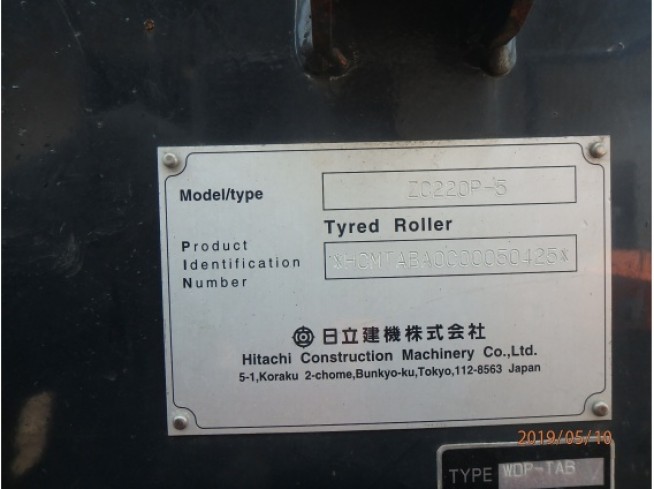 Model/type ZC220P-5
Tyred Roller
Product
Identification
Number
*HCMTABA0C00050425*
日立建機株式会社
Hitachi Construction Machinery Co.,Ltd.
5-1,Koraku 2-chome,Bunkyo-ku,Tokyo,112-8563 Japan
2019/05/10
TYPE WDP-TAB